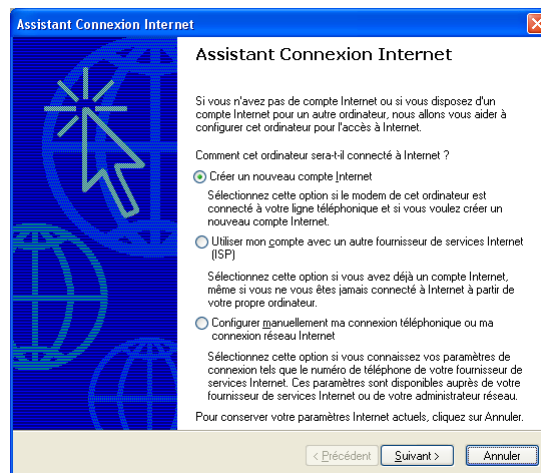 Assistant Connexion Internet
Assistant Connexion Internet
Si vous n'avez pas de compte Internet ou si vous disposez d'un
compte Internet pour un autre ordinateur, nous allons vous aider à
configurer cet ordinateur pour l'accès à Internet.
Comment cet ordinateur sera-t-il connecté à Internet ?
Créer un nouveau compte Internet
Sélectionnez cette option si le modem de cet ordinateur est
connecté à votre ligne téléphonique et si vous voulez créer un
nouveau compte Internet.
Utiliser mon compte avec un autre fournisseur de services Internet
(ISP)
Sélectionnez cette option si vous avez déjà un compte Internet,
même si vous ne vous êtes jamais connecté à Internet à partir de
votre propre ordinateur.
Configurer manuellement ma connexion téléphonique ou ma
connexion réseau Internet
Sélectionnez cette option si vous connaissez vos paramètres de
connexion tels que le numéro de téléphone de votre fournisseur de
services Internet. Ces paramètres sont disponibles auprès de votre
fournisseur de services Internet ou de votre administrateur réseau.
Pour conserver votre paramètres Internet actuels, cliquez sur Annuler.
< Précédent Suivant > Annuler